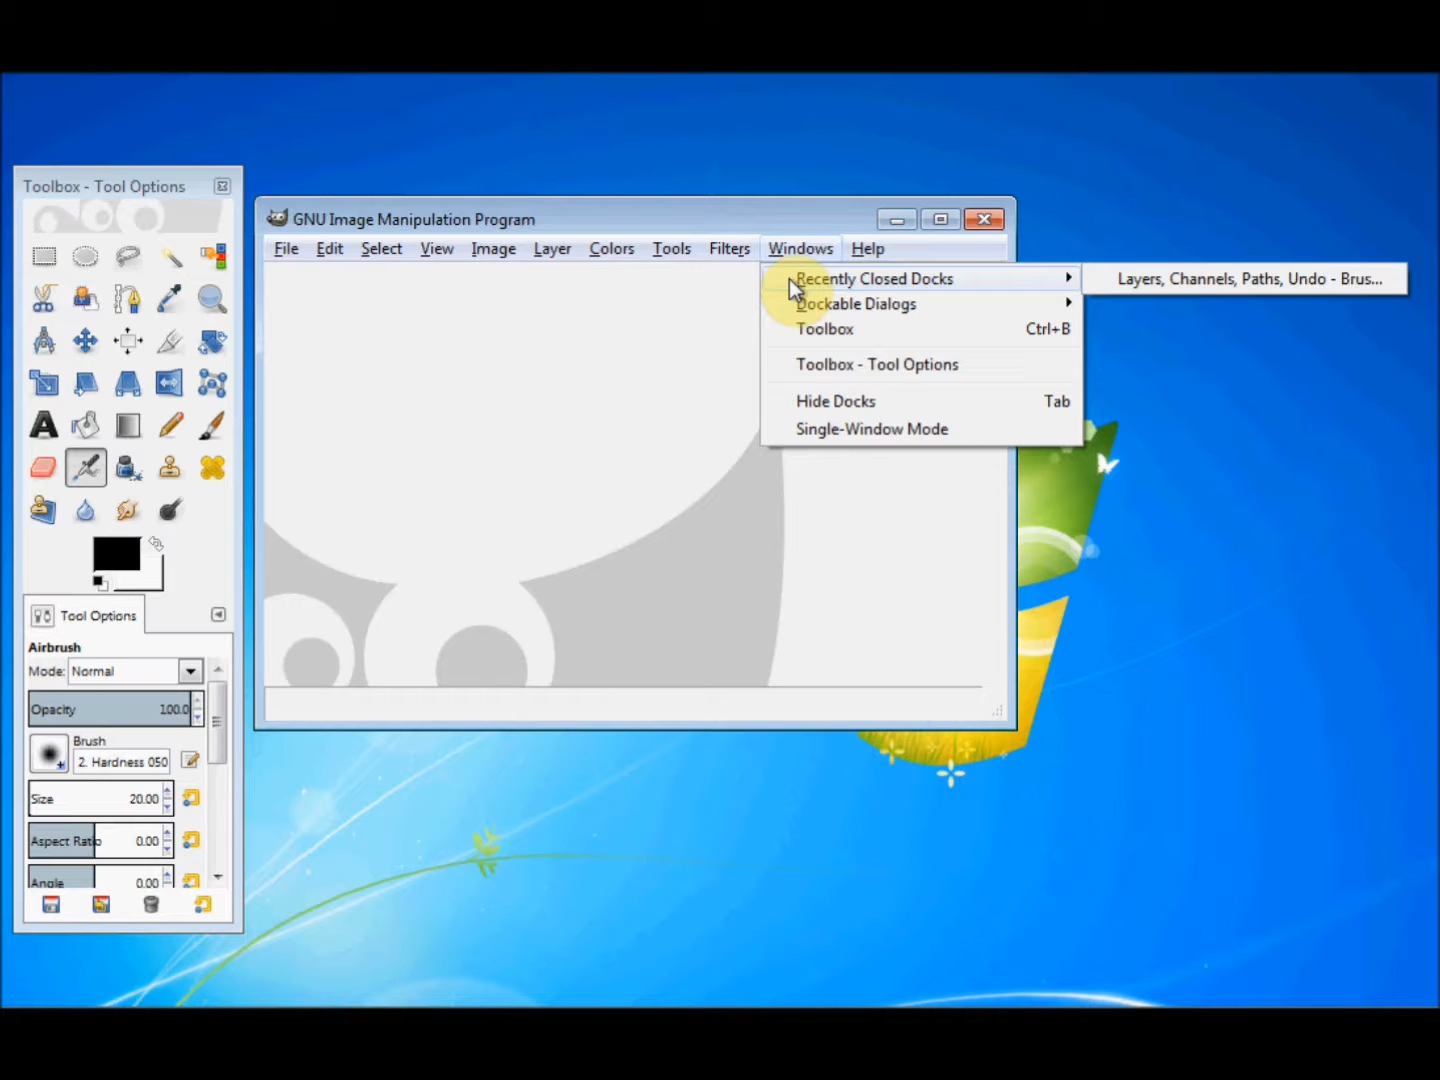 Toolbox - Tool Options
GNU Image Manipulation Program
File Edit Select View Image Layer Colors Tools Filters Windows Help
Recently Closed Docks
Layers, Channels, Paths, Undo - Brus...
Dockable Dialogs
Toolbox Ctrl+B
Toolbox - Tool Options
Hide Docks Tab
Single-Window Mode
Tool Options
Airbrush
Mode: Normal
Opacity 100.0
Brush
2. Hardness 050
Size 20.00
Aspect Ratio 0.00
Angle 0.00